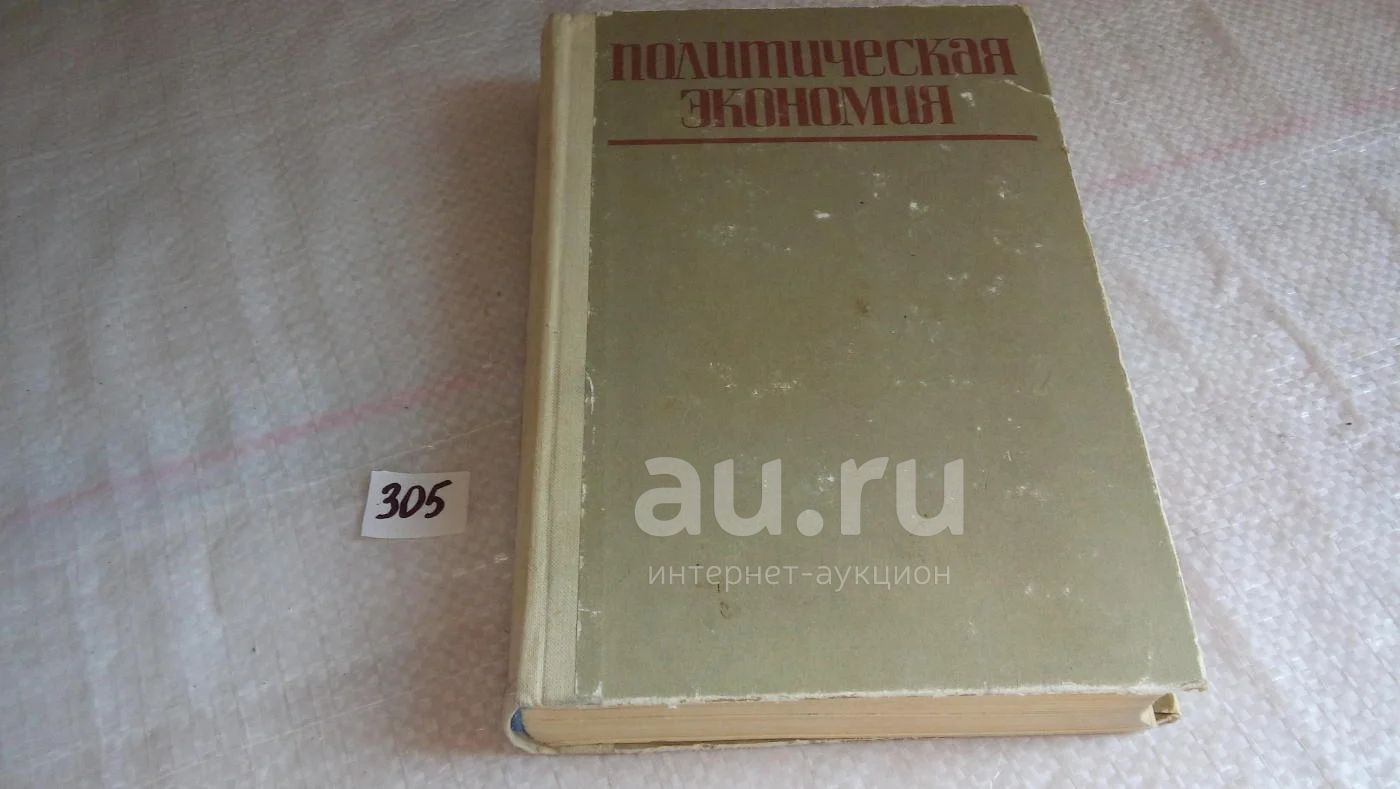 политическая
экономия
305
au.ru
интернет-аукцион